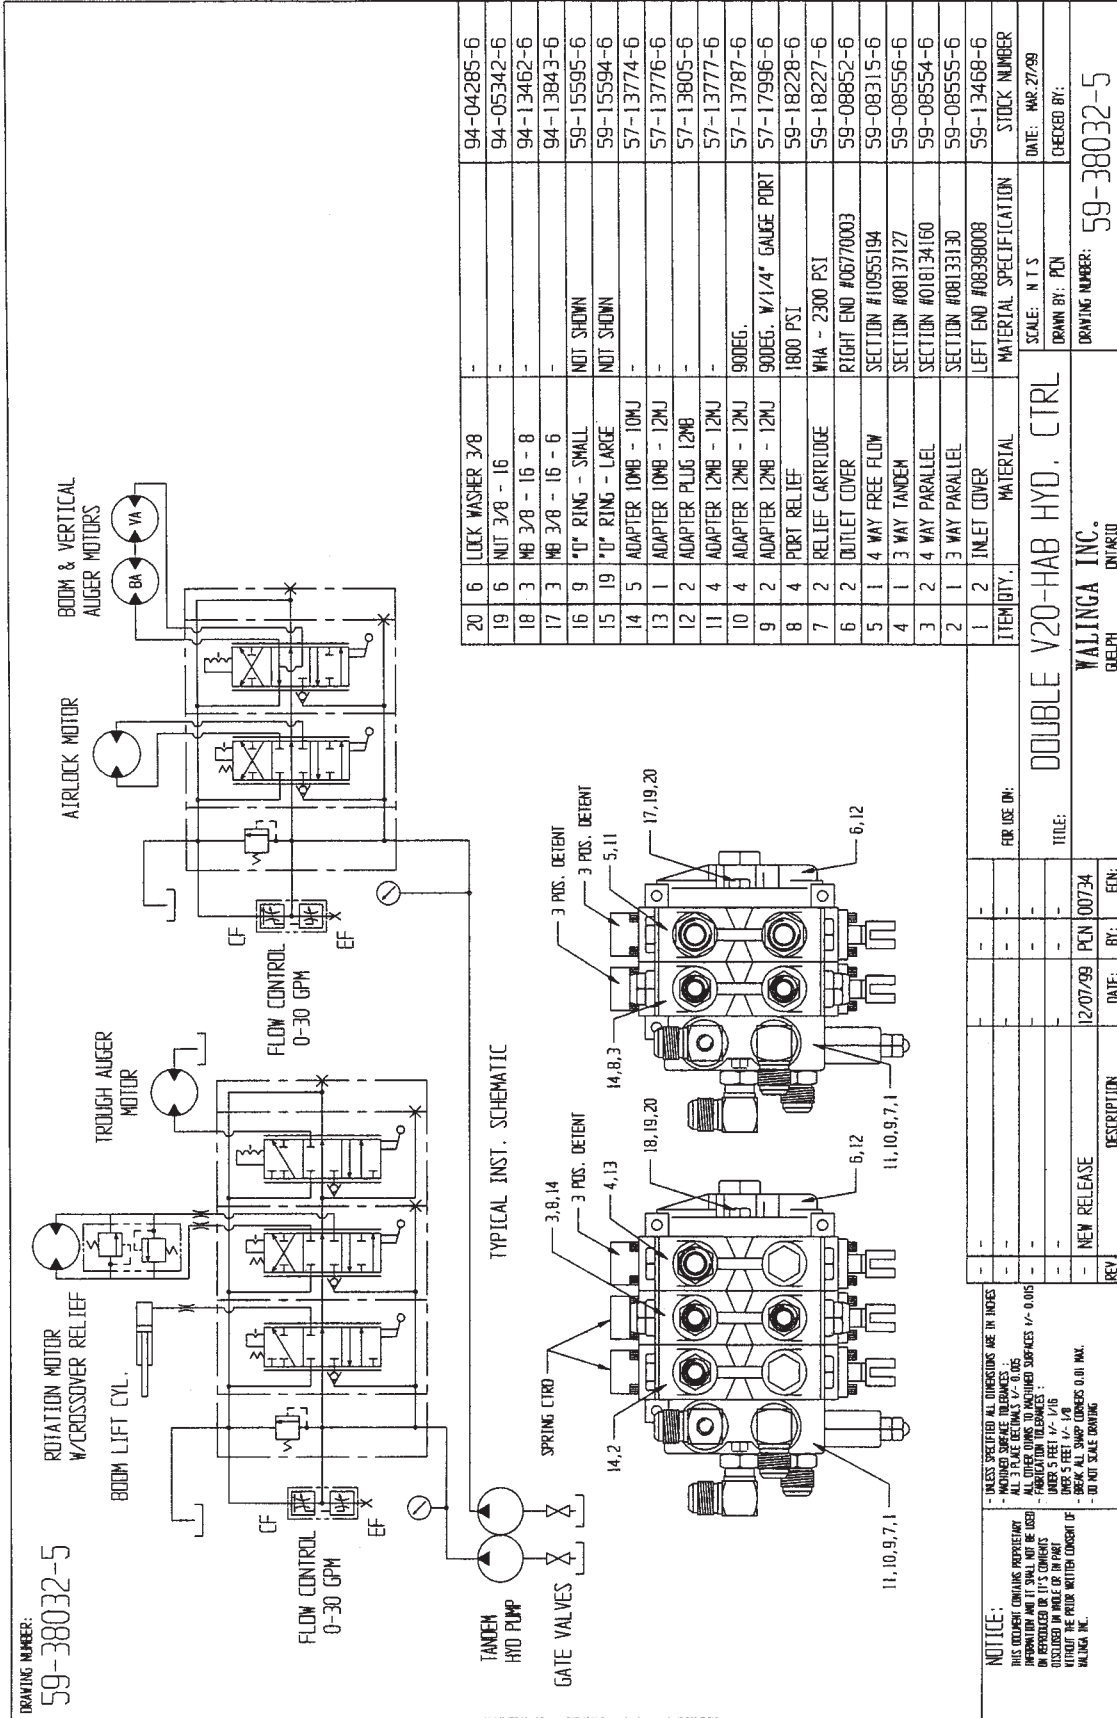 DRAWING NUMBER:
59-38032-5
ROTATION MOTOR
W/CROSSOVER RELIEF
BOOM LIFT CYL.
TROUGH AUGER
MOTOR
AIRLOCK MOTOR
BOOM & VERTICAL
AUGER MOTORS
BA
VA
CF
EF
FLOW CONTROL
0-30 GPM
CF
EF
FLOW CONTROL
0-30 GPM
TANDEM
HYD PUMP
GATE VALVES
TYPICAL INST. SCHEMATIC
SPRING CTRD
14,2
3,8,14
3 POS. DETENT
4,13
18,19,20
6,12
11,10,9,7,1
14,8,3
3 POS. DETENT
3 POS. DETENT
5,11
17,19,20
6,12
11,10,9,7,1
20 6 LOCK WASHER 3/8 - 94-04285-6
19 6 NUT 3/8 - 16 - 94-05342-6
18 3 MB 3/8 - 16 - 8 - 94-13462-6
17 3 MB 3/8 - 16 - 6 - 94-13843-6
16 9 "O" RING - SMALL NOT SHOWN 59-15595-6
15 19 "O" RING - LARGE NOT SHOWN 59-15594-6
14 5 ADAPTER 10MB - 10MJ - 57-13774-6
13 1 ADAPTER 10MB - 12MJ - 57-13776-6
12 2 ADAPTER PLUG 12MB - 57-13805-6
11 4 ADAPTER 12MB - 12MJ - 57-13777-6
10 4 ADAPTER 12MB - 12MJ 90DEG. 57-13787-6
9 2 ADAPTER 12MB - 12MJ 90DEG. W/1/4" GAUGE PORT 57-17996-6
8 4 PORT RELIEF 1800 PSI 59-18228-6
7 2 RELIEF CARTRIDGE WHA - 2300 PSI 59-18227-6
6 2 OUTLET COVER RIGHT END #06770003 59-08852-6
5 1 4 WAY FREE FLOW SECTION #10955194 59-08315-6
4 1 3 WAY TANDEM SECTION #08137127 59-08556-6
3 2 4 WAY PARALLEL SECTION #018134160 59-08554-6
2 1 3 WAY PARALLEL SECTION #08133130 59-08555-6
1 2 INLET COVER LEFT END #08398008 59-13468-6
ITEM QTY. MATERIAL MATERIAL SPECIFICATION STOCK NUMBER
NOTICE:
THIS DOCUMENT CONTAINS PROPRIETARY
INFORMATION AND IT SHALL NOT BE USED
OR REPRODUCED OR IT'S CONTENTS
DISCLOSED IN WHOLE OR IN PART
WITHOUT THE PRIOR WRITTEN CONSENT OF
WALINGA INC.
- UNLESS SPECIFIED ALL DIMENSIONS ARE IN INCHES
- MACHINED SURFACE TOLERANCES :
ALL 3 PLACE DECIMALS +/- 0.005
ALL OTHER DIMNS TO MACHINED SURFACES +/- 0.015
- FABRICATION TOLERANCES :
UNDER 5 FEET +/- 1/16
OVER 5 FEET +/- 1/8
- BREAK ALL SHARP CORNERS 0.01 MAX.
- DO NOT SCALE DRAWING
- - - -
- - - -
- - - -
- - - -
- NEW RELEASE 12/07/99 PCN 00734
REV. DESCRIPTION DATE: BY: ECN:
FOR USE ON:
TITLE:
DOUBLE V20-HAB HYD. CTRL
WALINGA INC.
GUELPH ONTARIO
SCALE: N T S
DATE: MAR.27/99
DRAWN BY: PCN
CHECKED BY:
DRAWING NUMBER:
59-38032-5